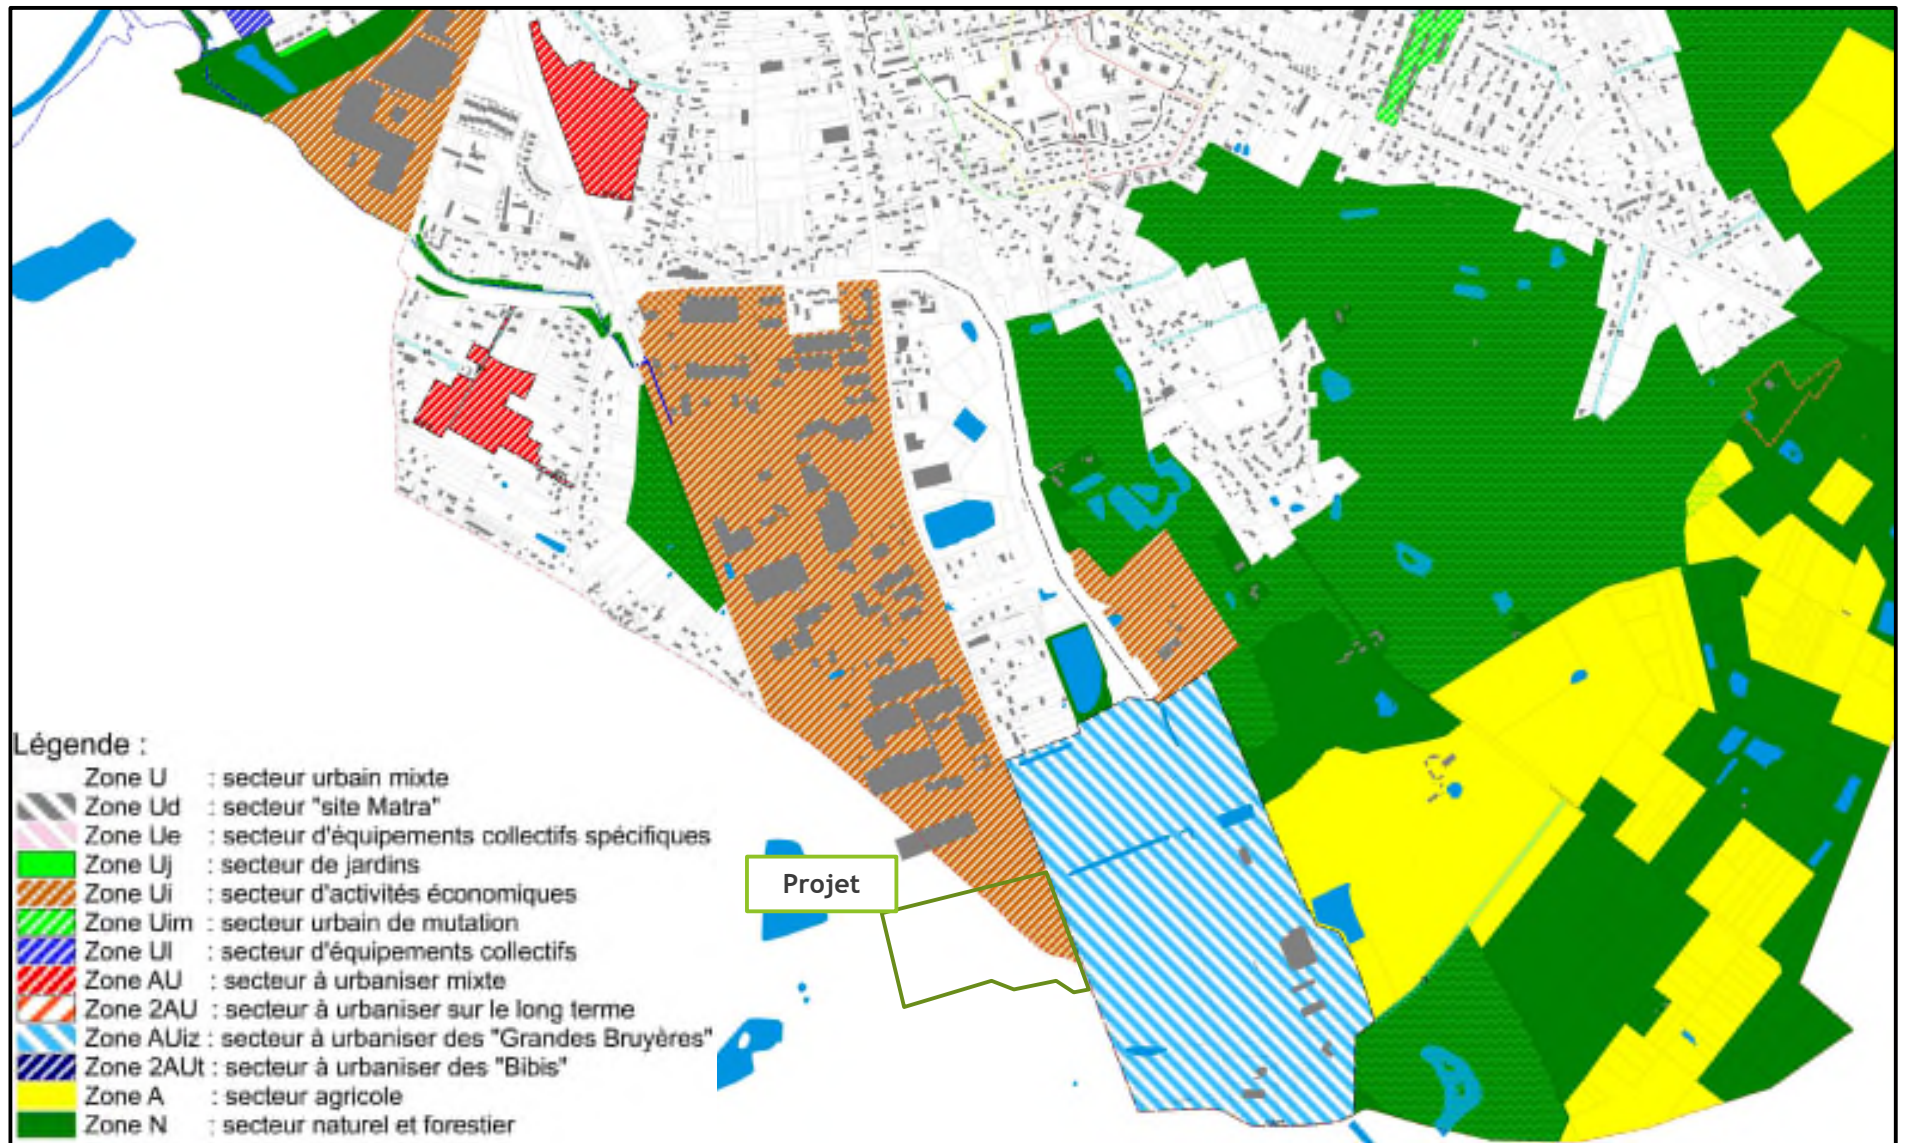 Projet
Légende :
Zone U : secteur urbain mixte
Zone Ud : secteur "site Matra"
Zone Ue : secteur d'équipements collectifs spécifiques
Zone Uj : secteur de jardins
Zone Ui : secteur d'activités économiques
Zone Uim : secteur urbain de mutation
Zone Ul : secteur d'équipements collectifs
Zone AU : secteur à urbaniser mixte
Zone 2AU : secteur à urbaniser sur le long terme
Zone AUiz : secteur à urbaniser des "Grandes Bruyères"
Zone 2AUt : secteur à urbaniser des "Bibis"
Zone A : secteur agricole
Zone N : secteur naturel et forestier